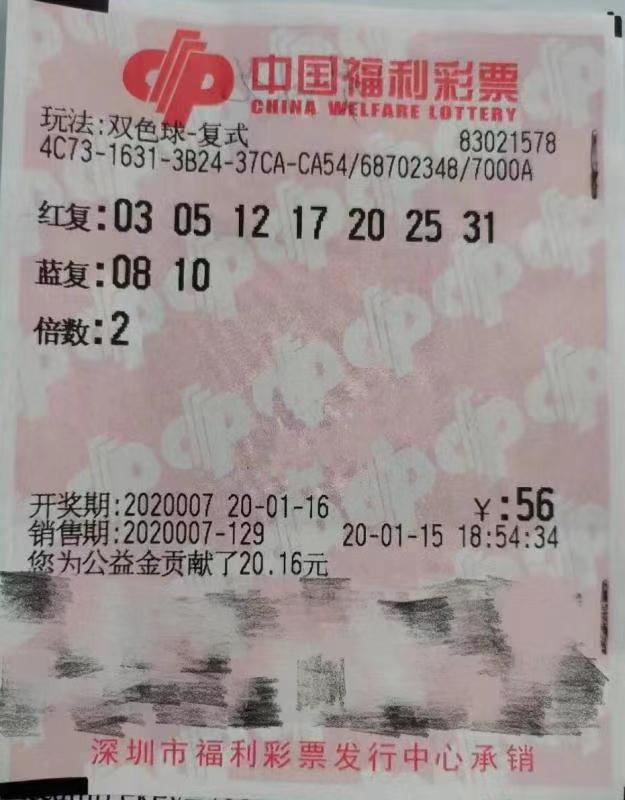 中国福利彩票
CHINA WELFARE LOTTERY
玩法:双色球-复式 83021578
4C73-1631-3B24-37CA-CA54/68702348/7000A
红复:03 05 12 17 20 25 31
蓝复:08 10
倍数:2
开奖期:2020007 20-01-16 ¥:56
销售期:2020007-129 20-01-15 18:54:34
您为公益金贡献了20.16元
深圳市福利彩票发行中心承销